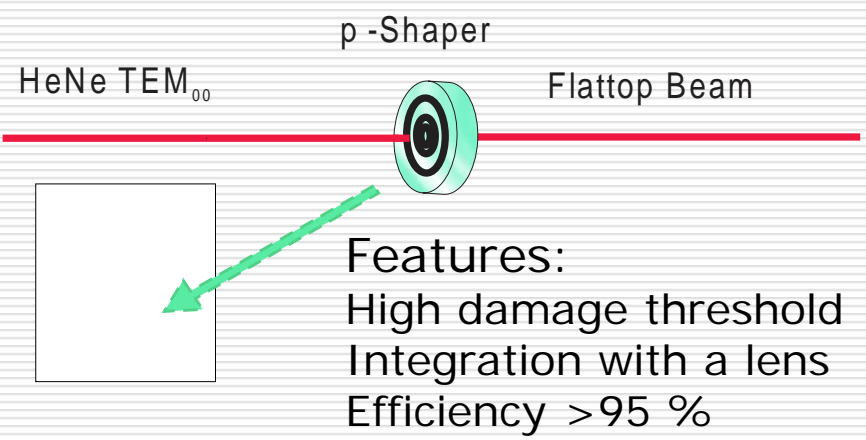 p -Shaper
HeNe TEM₀₀
Flattop Beam
Features:
High damage threshold
Integration with a lens
Efficiency >95 %